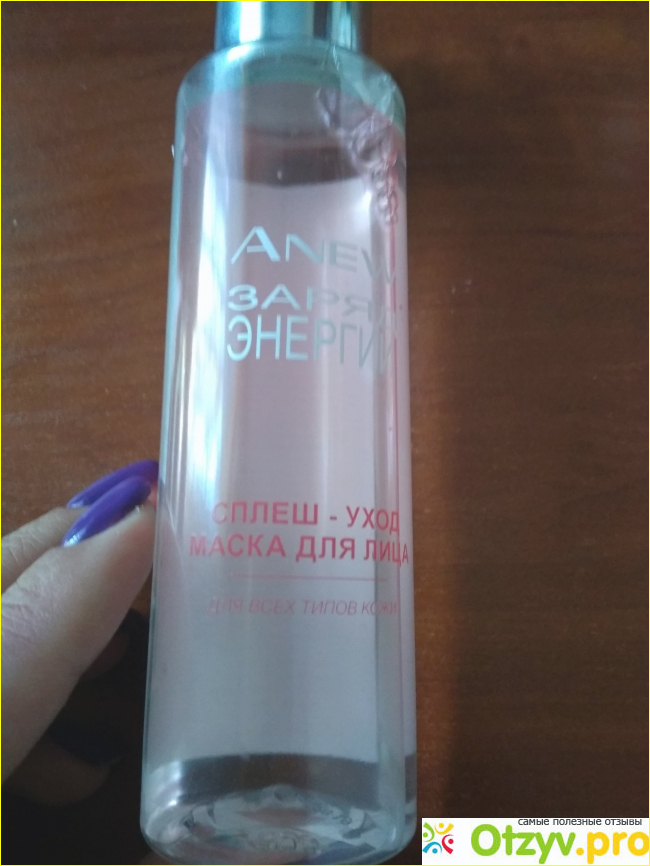 ANEW
ЗАРЯД
ЭНЕРГИИ
СПЛЕШ - УХОД
МАСКА ДЛЯ ЛИЦА
ДЛЯ ВСЕХ ТИПОВ КОЖИ
самые полезные отзывы
Otzyv.pro